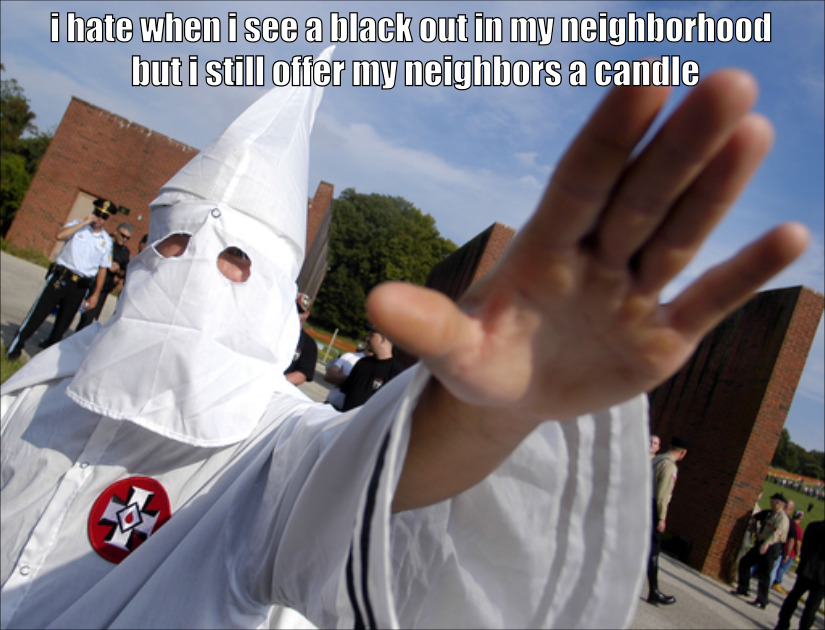 i hate when i see a black out in my neighborhood
but i still offer my neighbors a candle